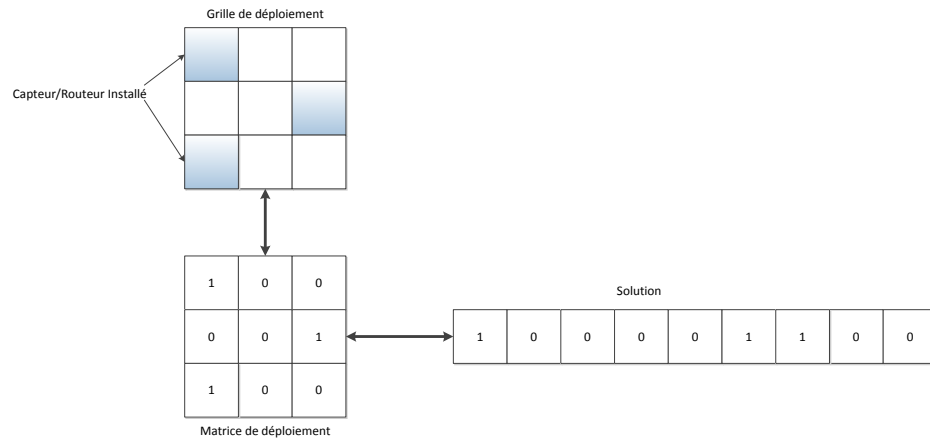 Grille de déploiement
Capteur/Routeur Installé
1 0 0
0 0 1
1 0 0
Matrice de déploiement
Solution
1 0 0 0 0 1 1 0 0